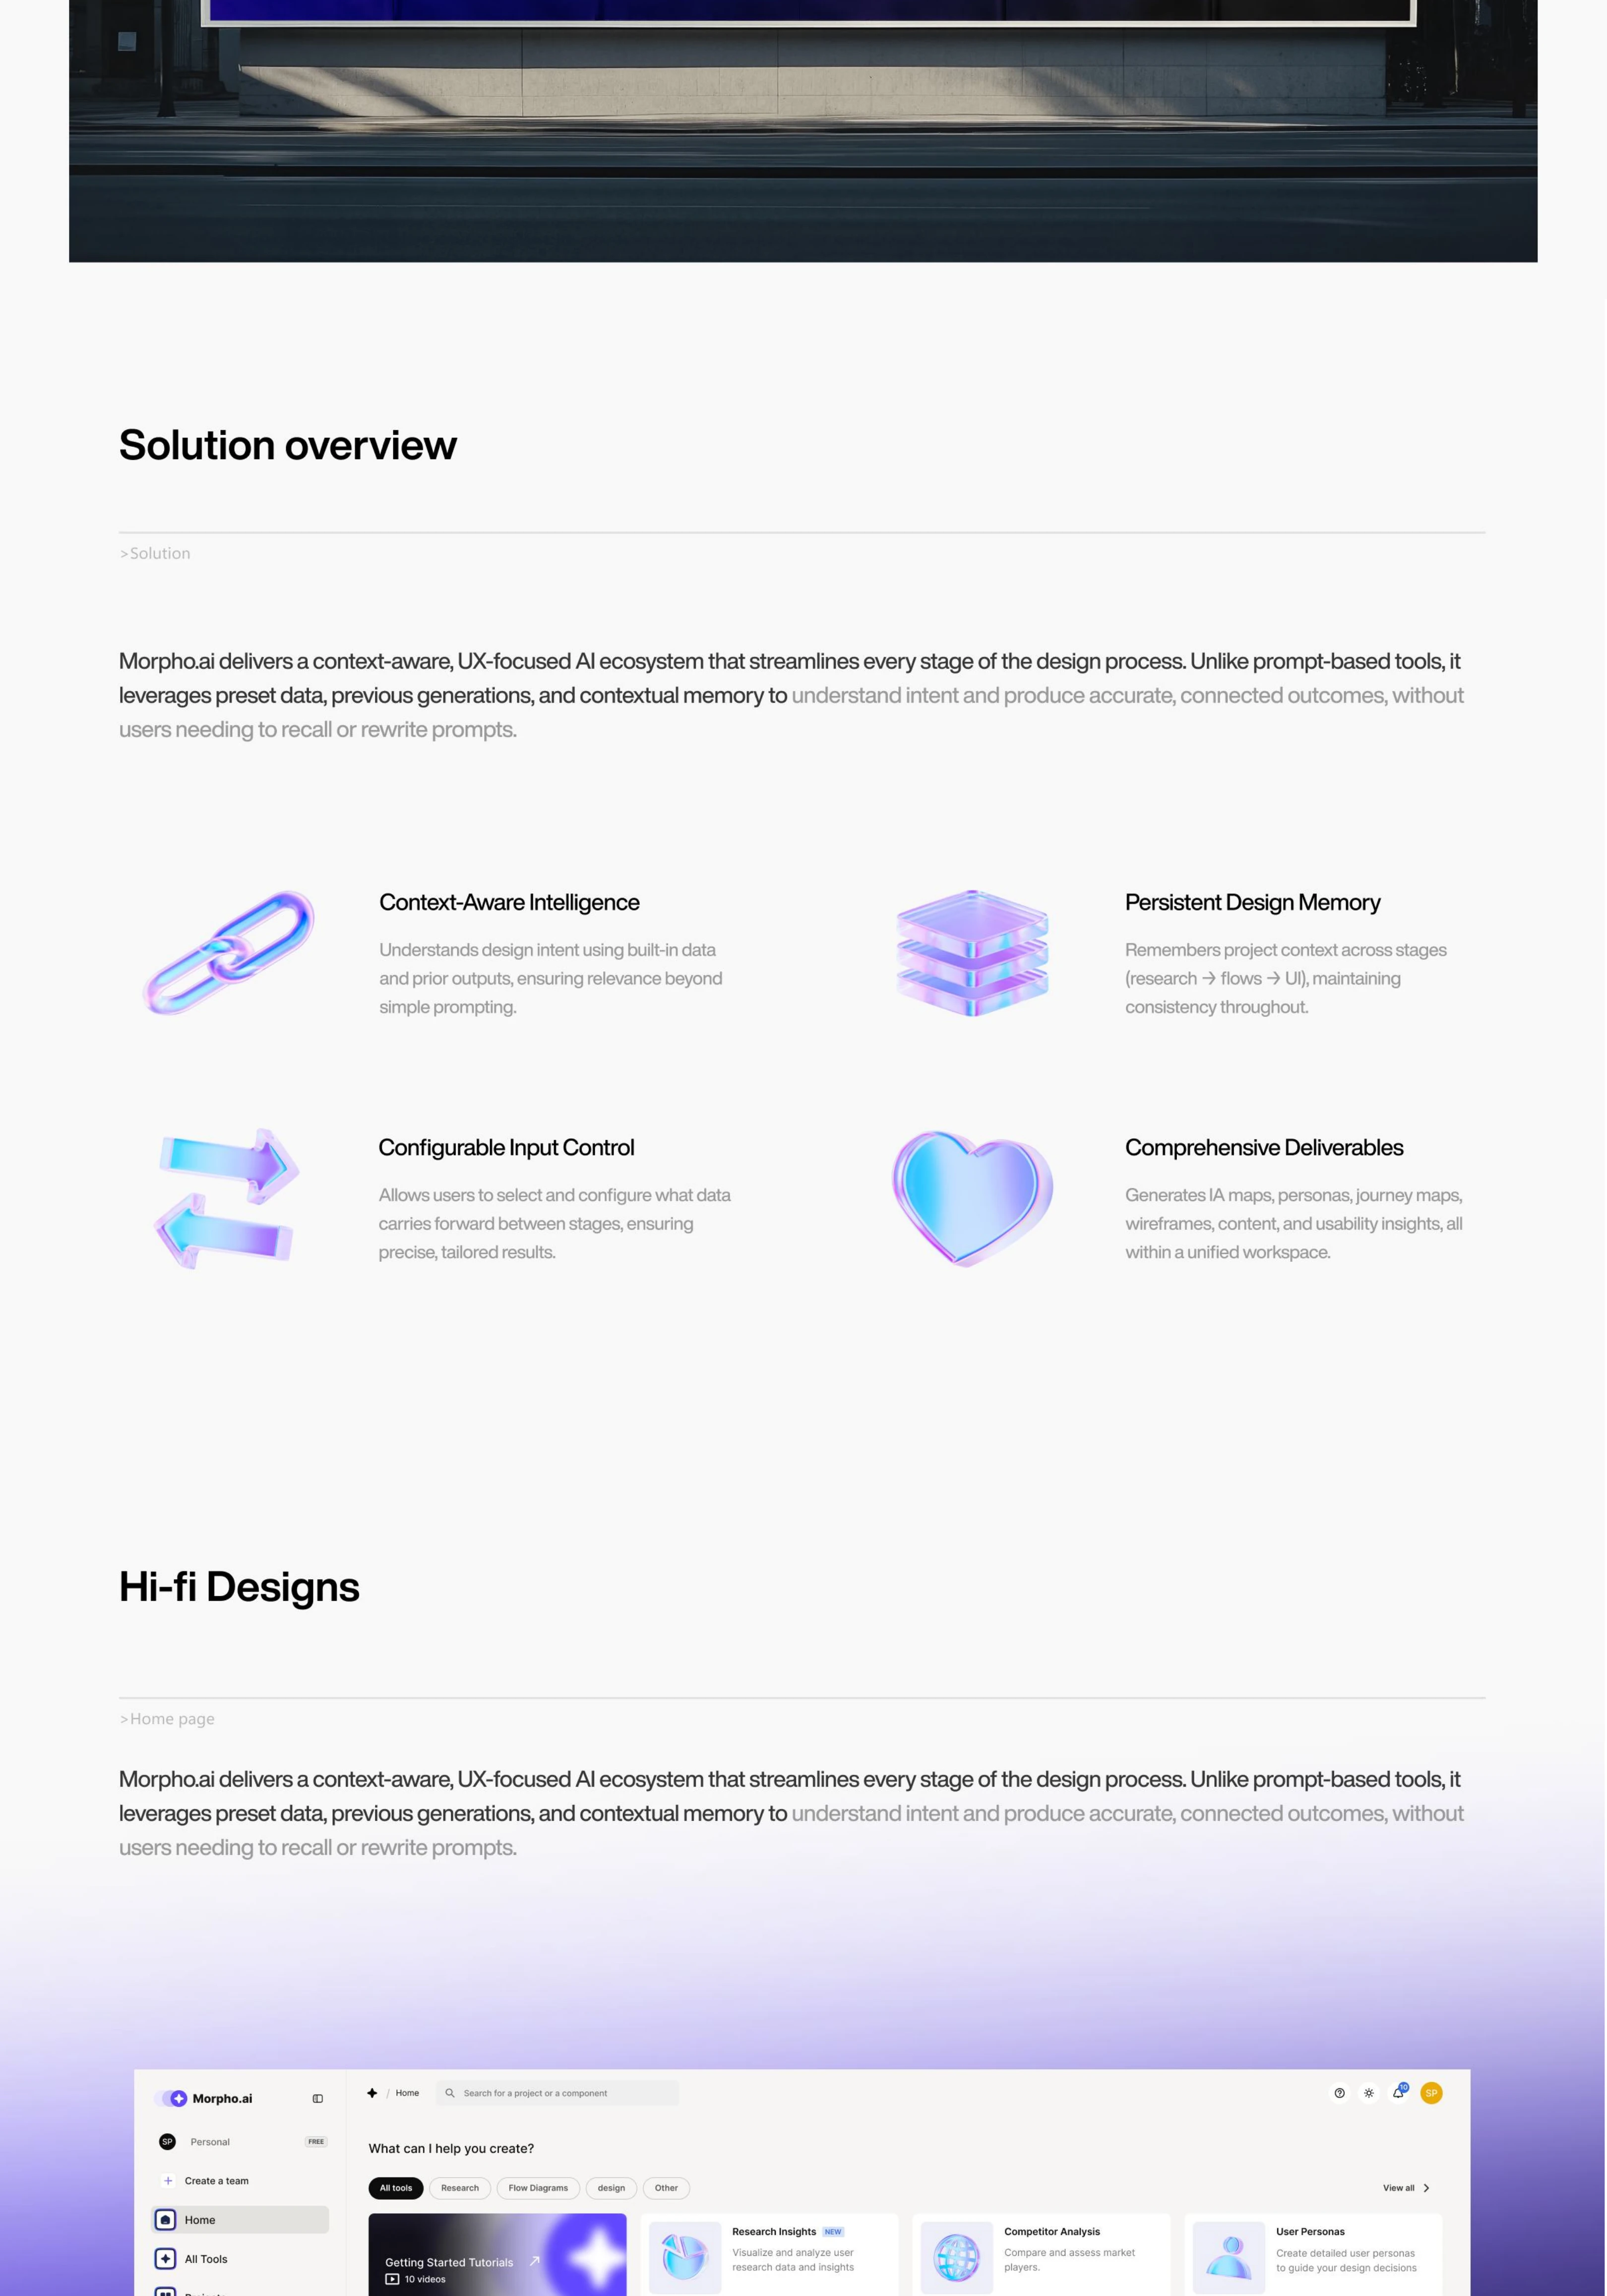 Solution overview
>Solution
Morpho.ai delivers a context-aware, UX-focused AI ecosystem that streamlines every stage of the design process. Unlike prompt-based tools, it
leverages preset data, previous generations, and contextual memory to understand intent and produce accurate, connected outcomes, without
users needing to recall or rewrite prompts.
Context-Aware Intelligence
Understands design intent using built-in data
and prior outputs, ensuring relevance beyond
simple prompting.
Persistent Design Memory
Remembers project context across stages
(research → flows → UI), maintaining
consistency throughout.
Configurable Input Control
Allows users to select and configure what data
carries forward between stages, ensuring
precise, tailored results.
Comprehensive Deliverables
Generates IA maps, personas, journey maps,
wireframes, content, and usability insights, all
within a unified workspace.
Hi-fi Designs
>Home page
Morpho.ai delivers a context-aware, UX-focused AI ecosystem that streamlines every stage of the design process. Unlike prompt-based tools, it
leverages preset data, previous generations, and contextual memory to understand intent and produce accurate, connected outcomes, without
users needing to recall or rewrite prompts.
Morpho.ai
SP Personal FREE
+ Create a team
Home
All Tools
/ Home
Search for a project or a component
10
SP
What can I help you create?
All tools Research Flow Diagrams design Other View all
Getting Started Tutorials
10 videos
Research Insights NEW
Visualize and analyze user
research data and insights
Competitor Analysis
Compare and assess market
players.
User Personas
Create detailed user personas
to guide your design decisions